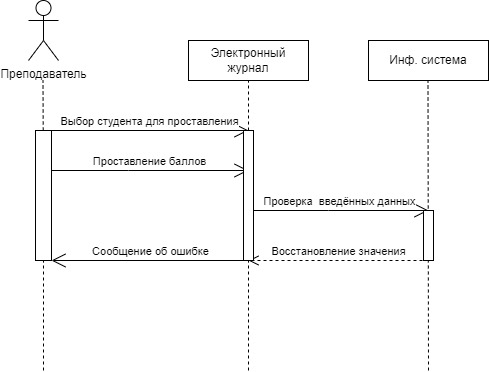 Электронный
журнал
Инф. система
Преподаватель
Выбор студента для проставления
Проставление баллов
Проверка введённых данных
Сообщение об ошибке
Восстановление значения